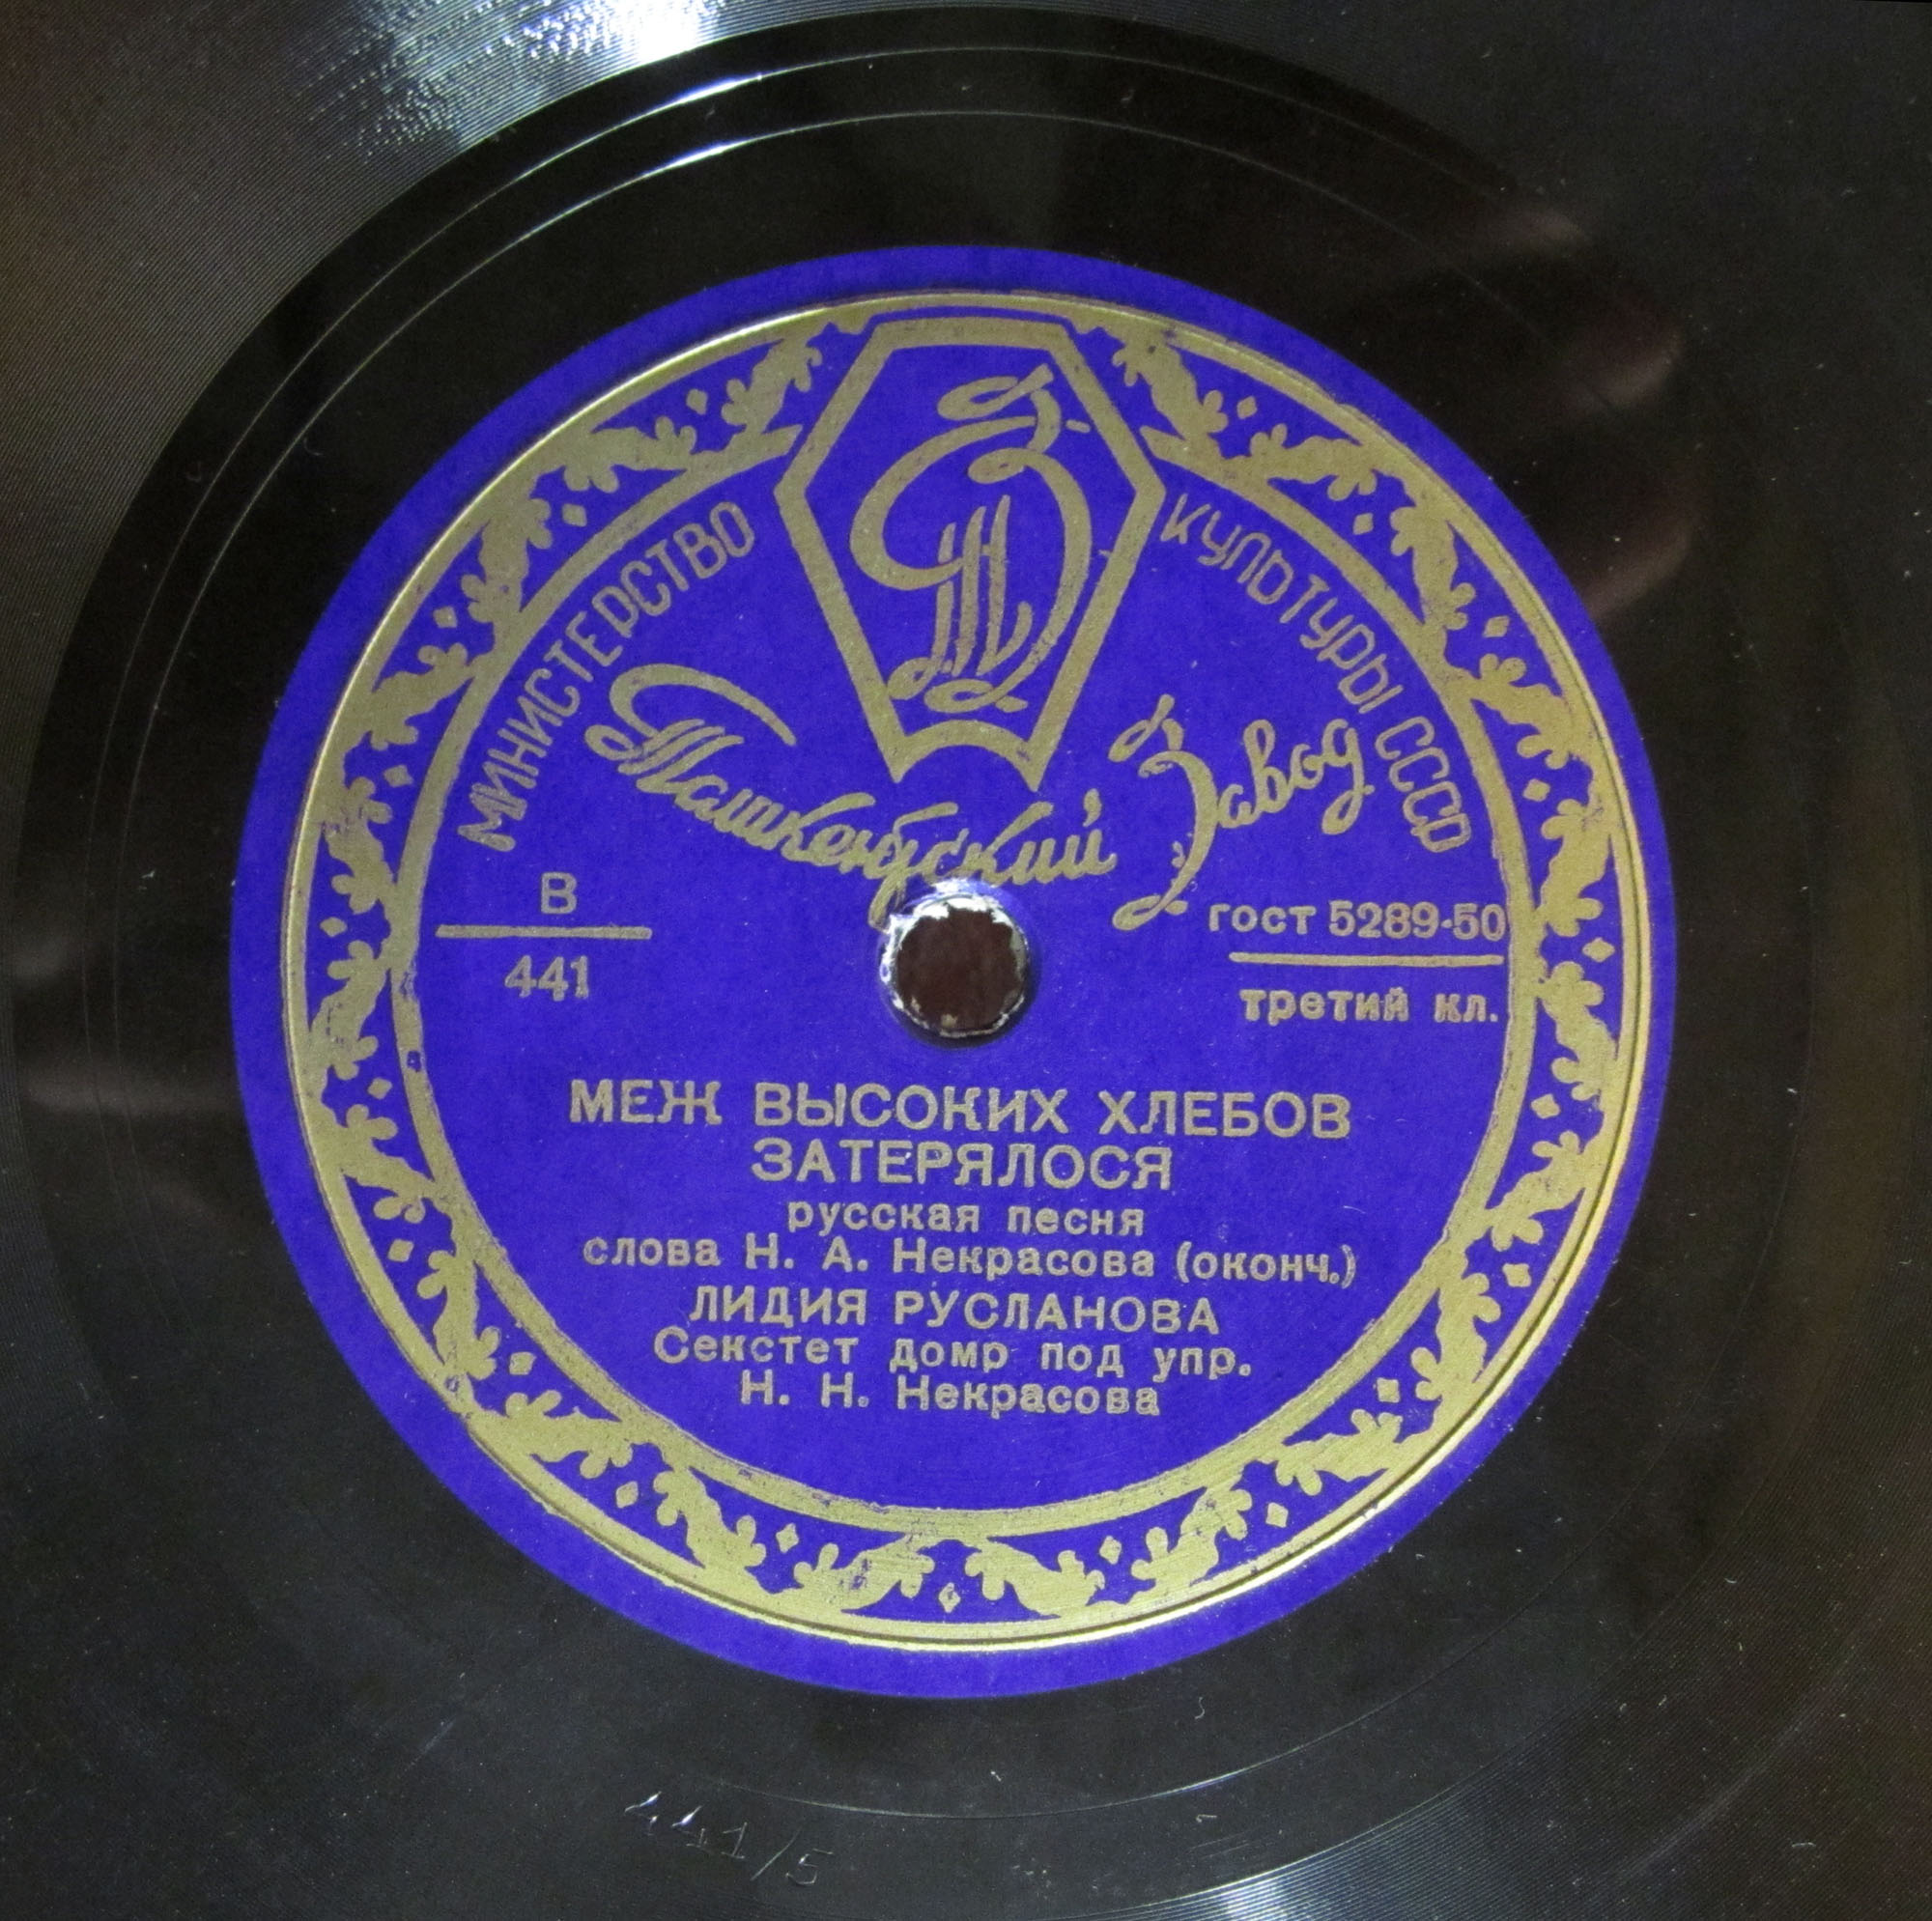 МИНИСТЕРСТВО КУЛЬТУРЫ СССР
Ташкентский Завод
В
441
гост 5289-50
третий кл.
МЕЖ ВЫСОКИХ ХЛЕБОВ
ЗАТЕРЯЛОСЯ
русская песня
слова Н. А. Некрасова (оконч.)
ЛИДИЯ РУСЛАНОВА
Секстет домр под упр.
Н. Н. Некрасова
441/5